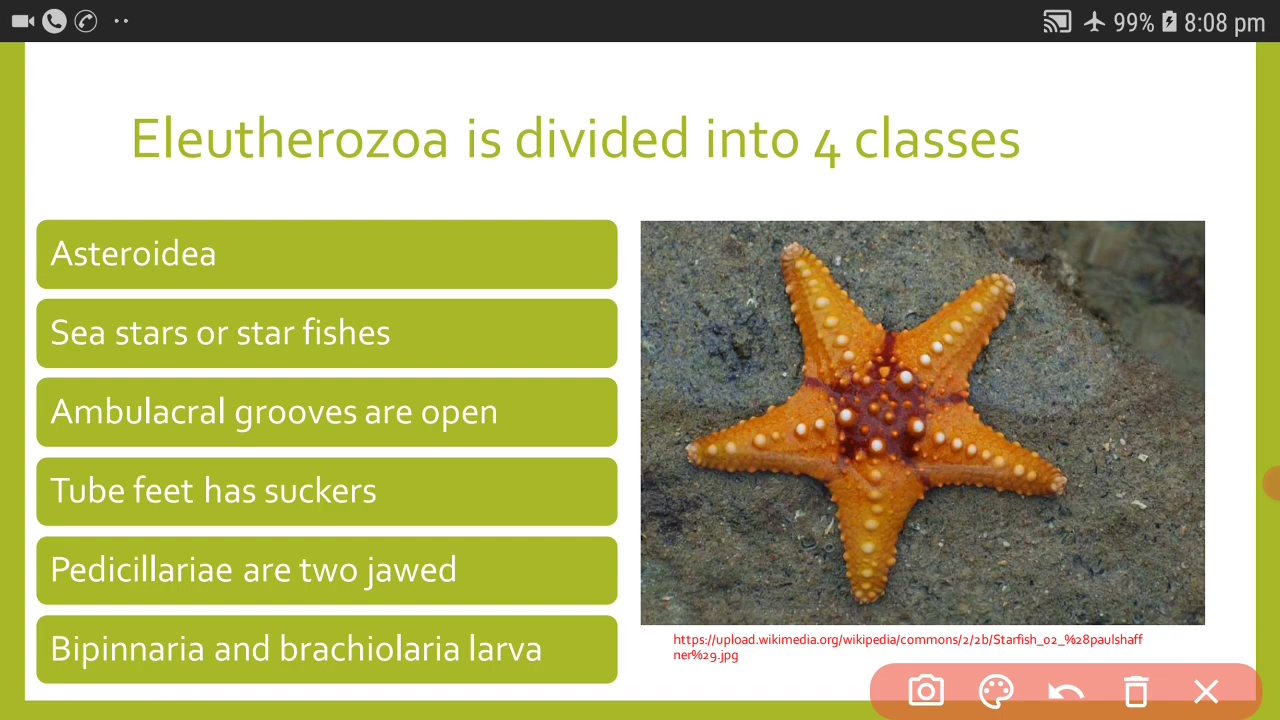 99% 8:08 pm
Eleutherozoa is divided into 4 classes
Asteroidea
Sea stars or star fishes
Ambulacral grooves are open
Tube feet has suckers
Pedicillariae are two jawed
Bipinnaria and brachiolaria larva
https://upload.wikimedia.org/wikipedia/commons/2/2b/Starfish_02_%28paulshaff
ner%29.jpg